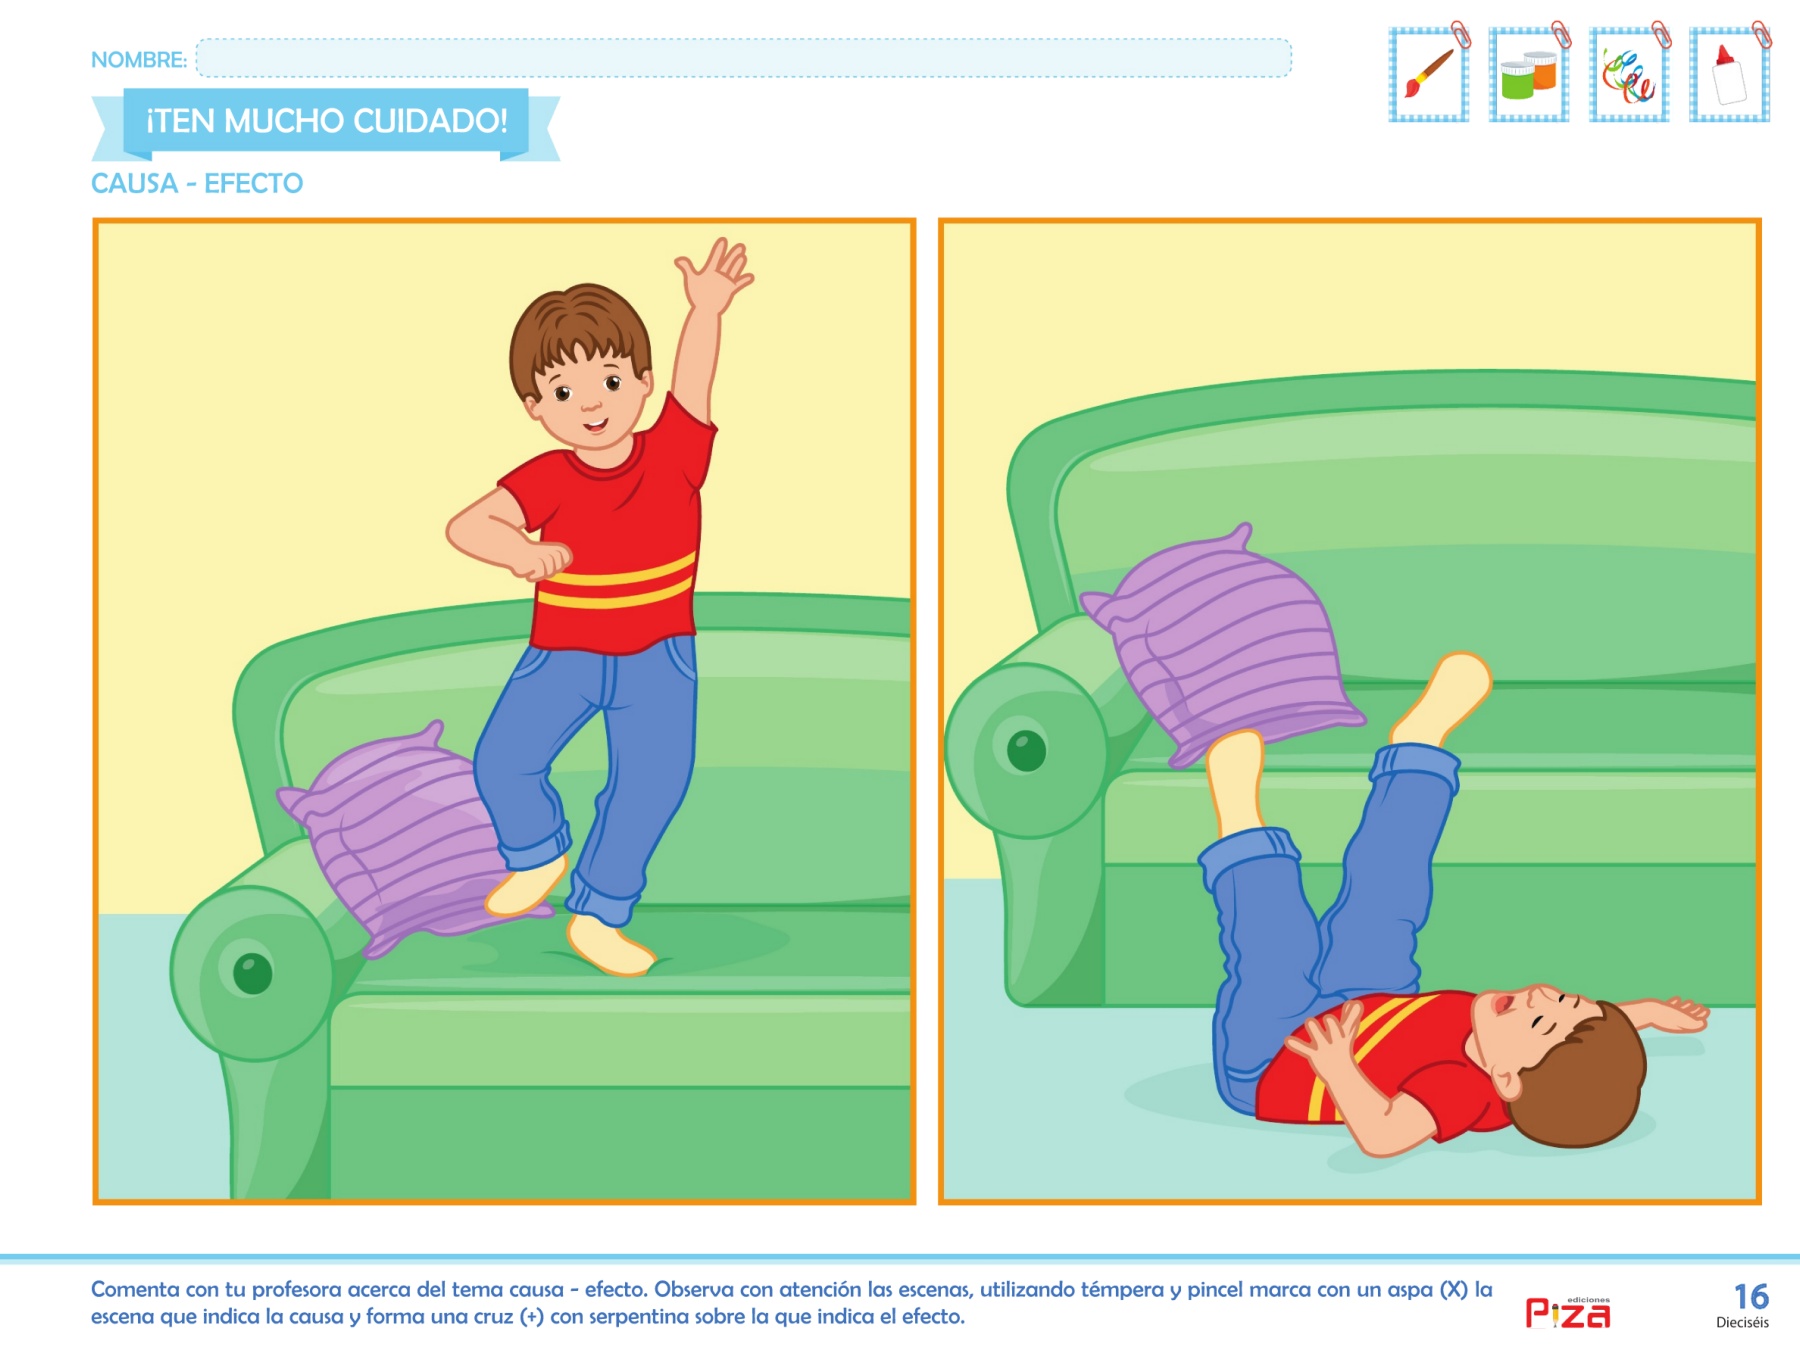 NOMBRE:
¡TEN MUCHO CUIDADO!
CAUSA - EFECTO
Comenta con tu profesora acerca del tema causa - efecto. Observa con atención las escenas, utilizando témpera y pincel marca con un aspa (X) la
escena que indica la causa y forma una cruz (+) con serpentina sobre la que indica el efecto.
ediciones
Piza
16
Dieciséis